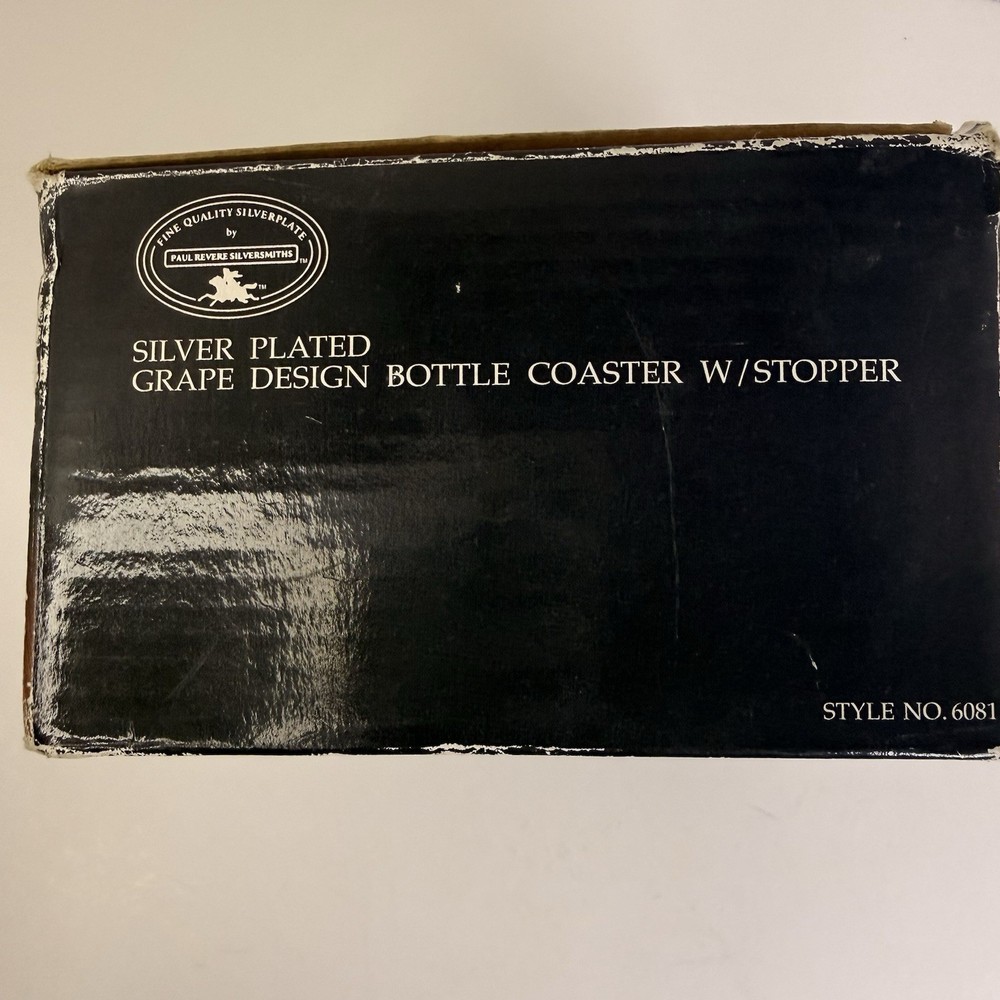 FINE QUALITY SILVERPLATE
by
PAUL REVERE SILVERSMITHS TM
TM
SILVER PLATED
GRAPE DESIGN BOTTLE COASTER W/STOPPER
STYLE NO. 6081